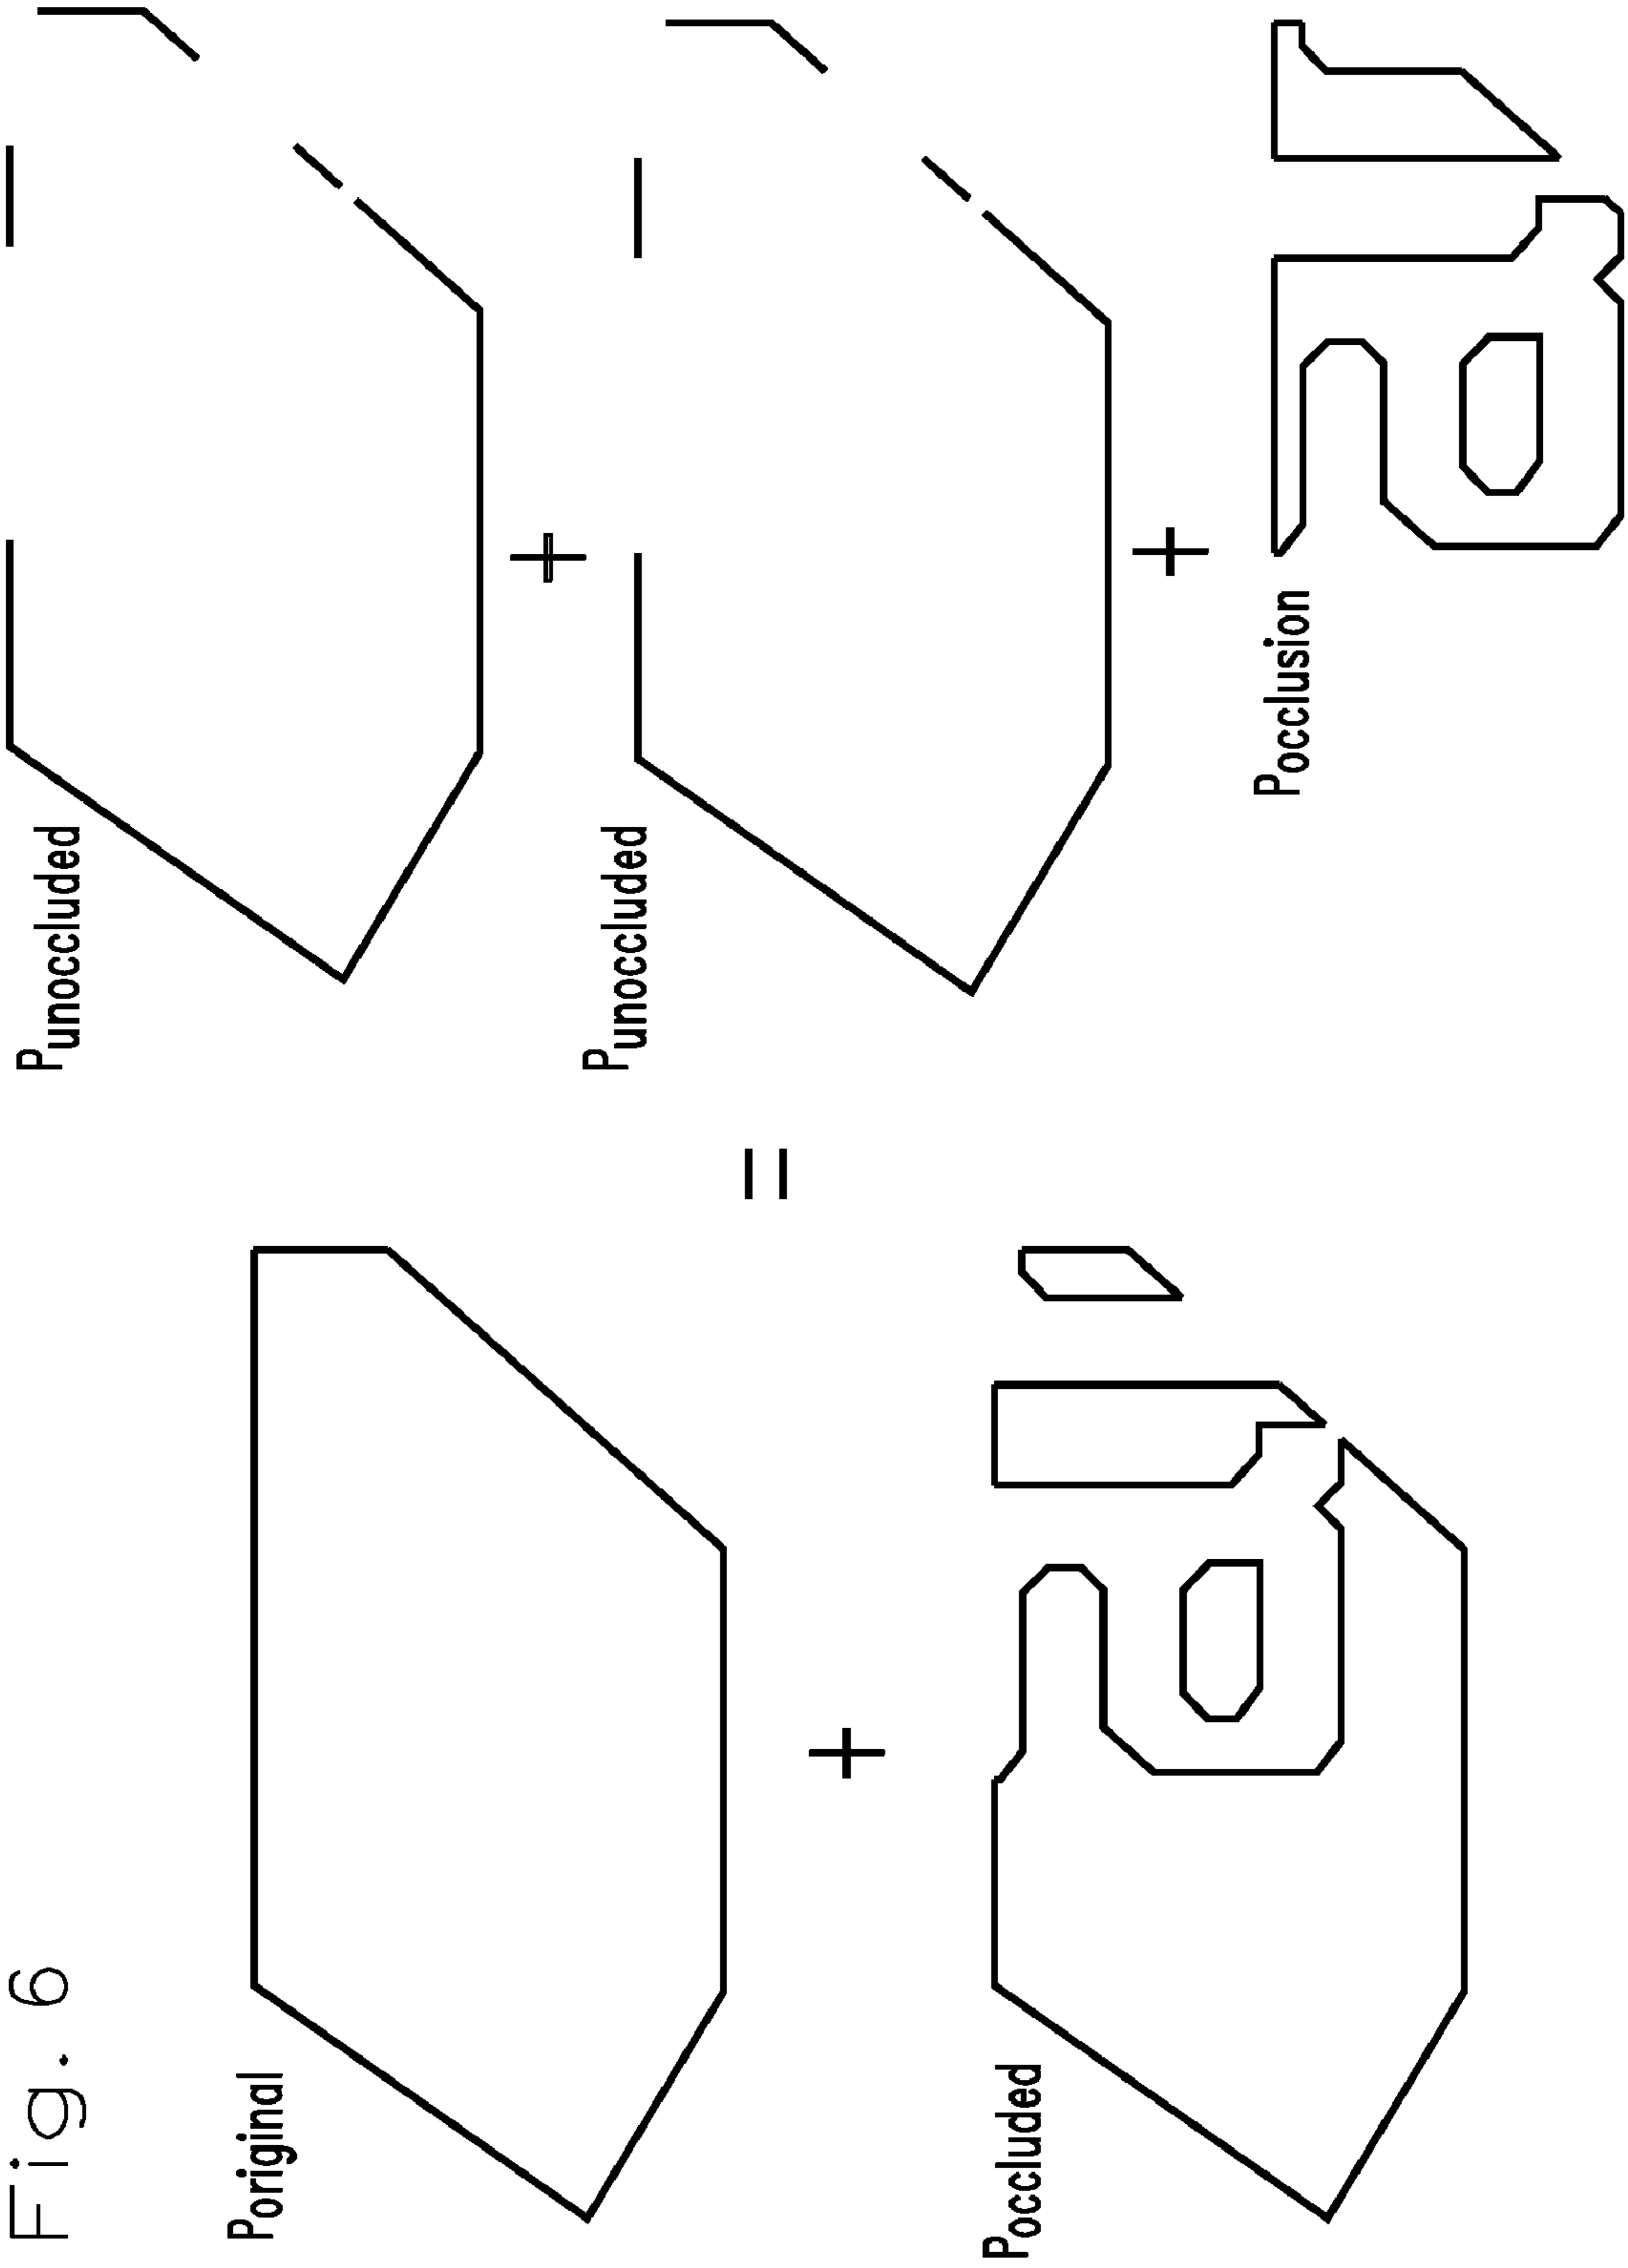 Fig. 6
Poriginal
Poccluded
=
+
Punoccluded
+
Punoccluded
+
Pocclusion